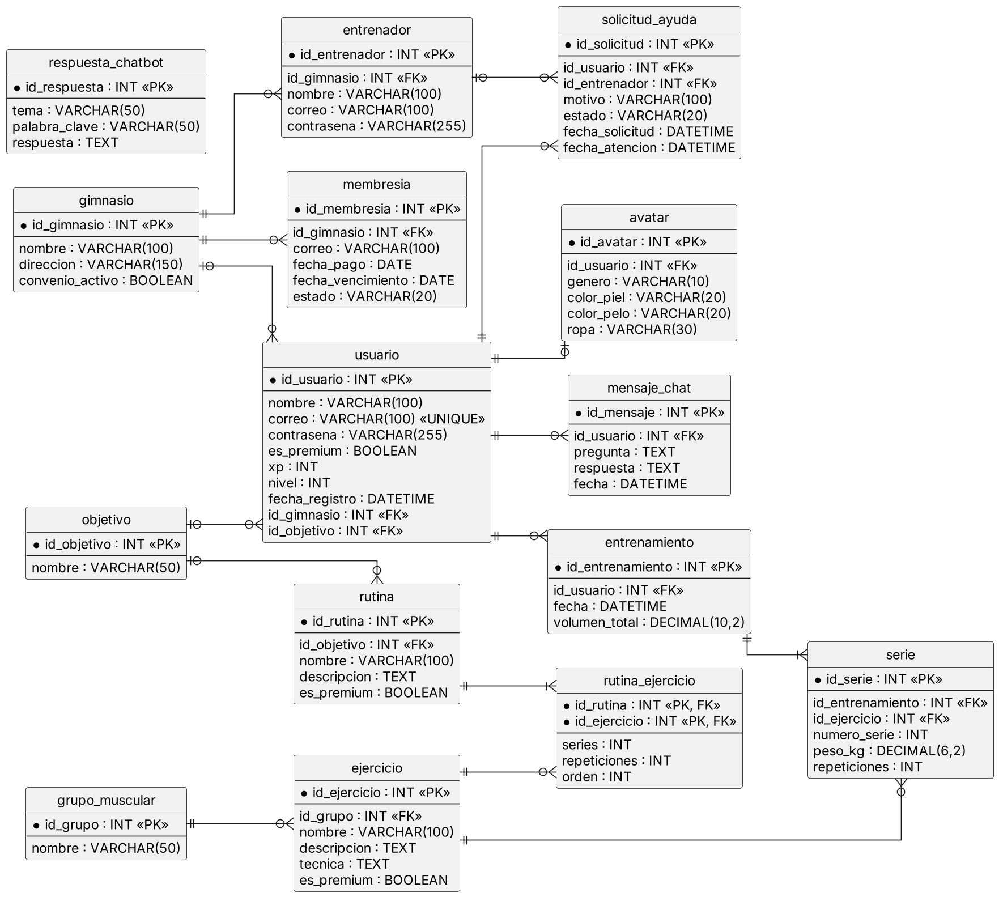 respuesta_chatbot
* id_respuesta : INT «PK»
tema : VARCHAR(50)
palabra_clave : VARCHAR(50)
respuesta : TEXT
gimnasio
* id_gimnasio : INT «PK»
nombre : VARCHAR(100)
direccion : VARCHAR(150)
convenio_activo : BOOLEAN
objetivo
* id_objetivo : INT «PK»
nombre : VARCHAR(50)
grupo_muscular
* id_grupo : INT «PK»
nombre : VARCHAR(50)
entrenador
* id_entrenador : INT «PK»
id_gimnasio : INT «FK»
nombre : VARCHAR(100)
correo : VARCHAR(100)
contrasena : VARCHAR(255)
membresia
* id_membresia : INT «PK»
id_gimnasio : INT «FK»
correo : VARCHAR(100)
fecha_pago : DATE
fecha_vencimiento : DATE
estado : VARCHAR(20)
usuario
* id_usuario : INT «PK»
nombre : VARCHAR(100)
correo : VARCHAR(100) «UNIQUE»
contrasena : VARCHAR(255)
es_premium : BOOLEAN
xp : INT
nivel : INT
fecha_registro : DATETIME
id_gimnasio : INT «FK»
id_objetivo : INT «FK»
rutina
* id_rutina : INT «PK»
id_objetivo : INT «FK»
nombre : VARCHAR(100)
descripcion : TEXT
es_premium : BOOLEAN
ejercicio
* id_ejercicio : INT «PK»
id_grupo : INT «FK»
nombre : VARCHAR(100)
descripcion : TEXT
tecnica : TEXT
es_premium : BOOLEAN
solicitud_ayuda
* id_solicitud : INT «PK»
id_usuario : INT «FK»
id_entrenador : INT «FK»
motivo : VARCHAR(100)
estado : VARCHAR(20)
fecha_solicitud : DATETIME
fecha_atencion : DATETIME
avatar
* id_avatar : INT «PK»
id_usuario : INT «FK»
genero : VARCHAR(10)
color_piel : VARCHAR(20)
color_pelo : VARCHAR(20)
ropa : VARCHAR(30)
mensaje_chat
* id_mensaje : INT «PK»
id_usuario : INT «FK»
pregunta : TEXT
respuesta : TEXT
fecha : DATETIME
entrenamiento
* id_entrenamiento : INT «PK»
id_usuario : INT «FK»
fecha : DATETIME
volumen_total : DECIMAL(10,2)
rutina_ejercicio
* id_rutina : INT «PK, FK»
* id_ejercicio : INT «PK, FK»
series : INT
repeticiones : INT
orden : INT
serie
* id_serie : INT «PK»
id_entrenamiento : INT «FK»
id_ejercicio : INT «FK»
numero_serie : INT
peso_kg : DECIMAL(6,2)
repeticiones : INT